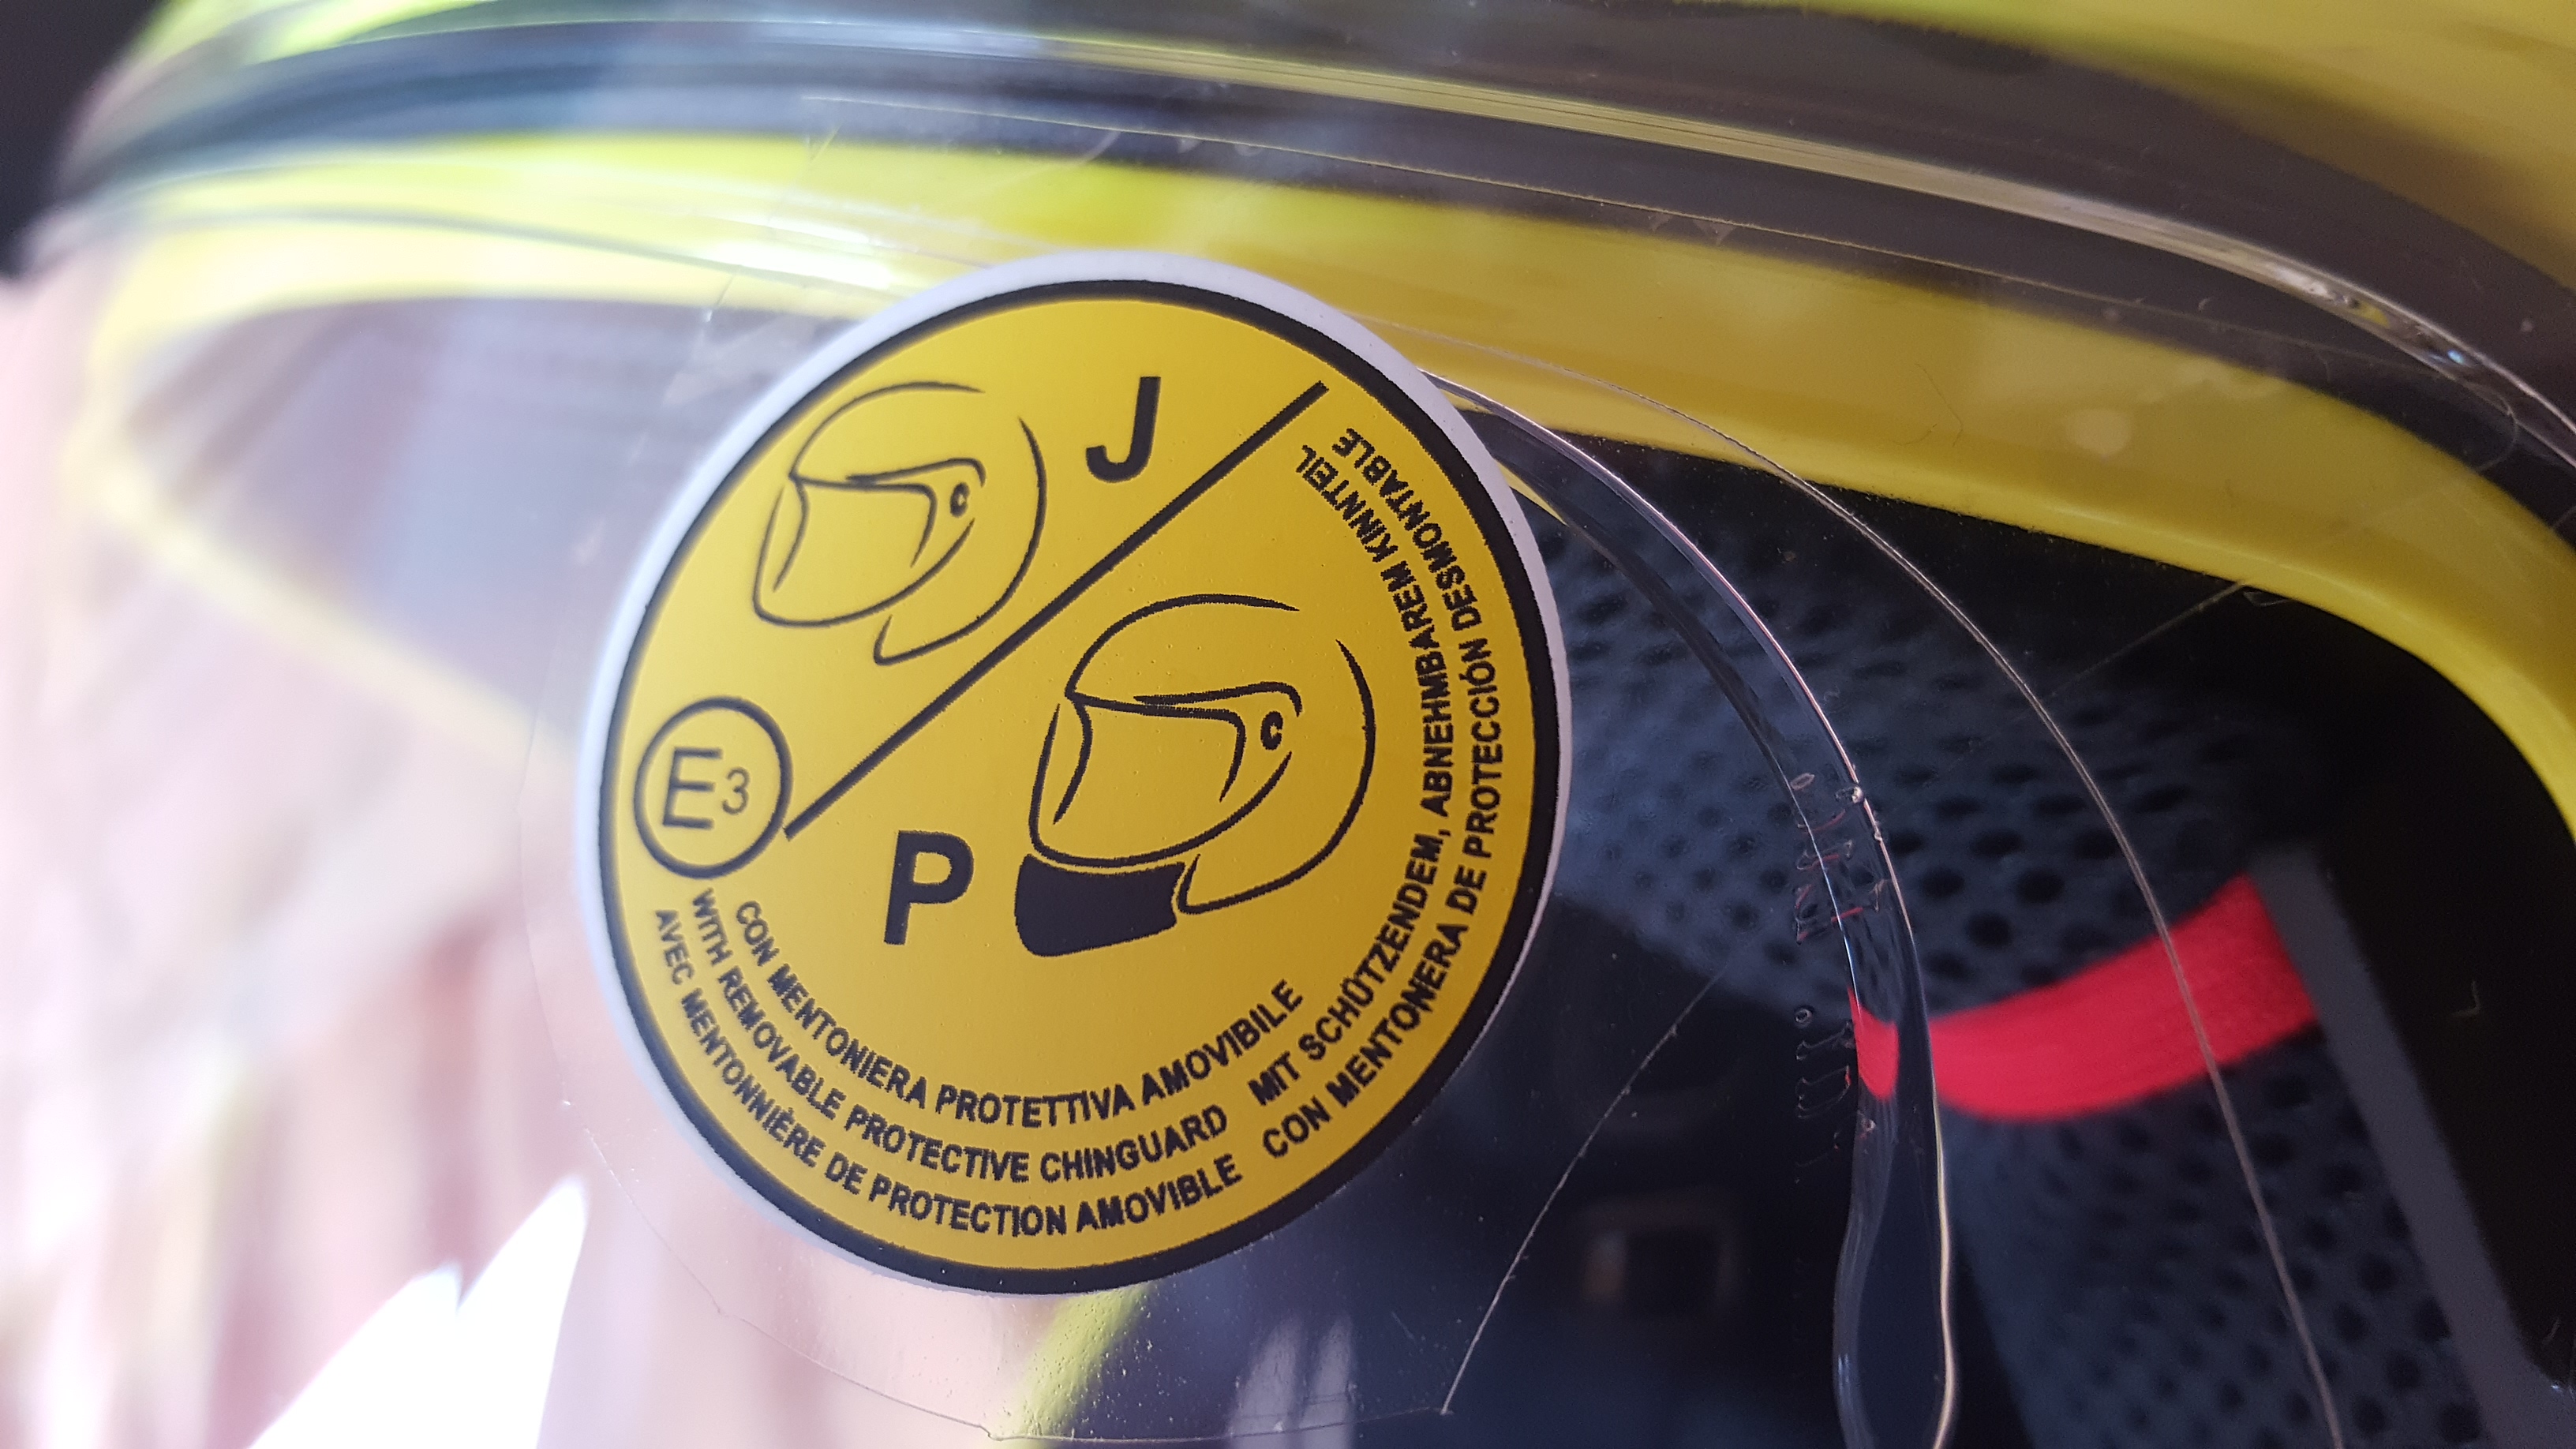 J
E3
P
CON MENTONIERA PROTETTIVA AMOVIBILE
WITH REMOVABLE PROTECTIVE CHINGUARD
AVEC MENTONNIÈRE DE PROTECTION AMOVIBLE
MIT SCHÜTZENDEM, ABNEHMBAREM KINNTEIL
CON MENTONERA DE PROTECCIÓN DESMONTABLE